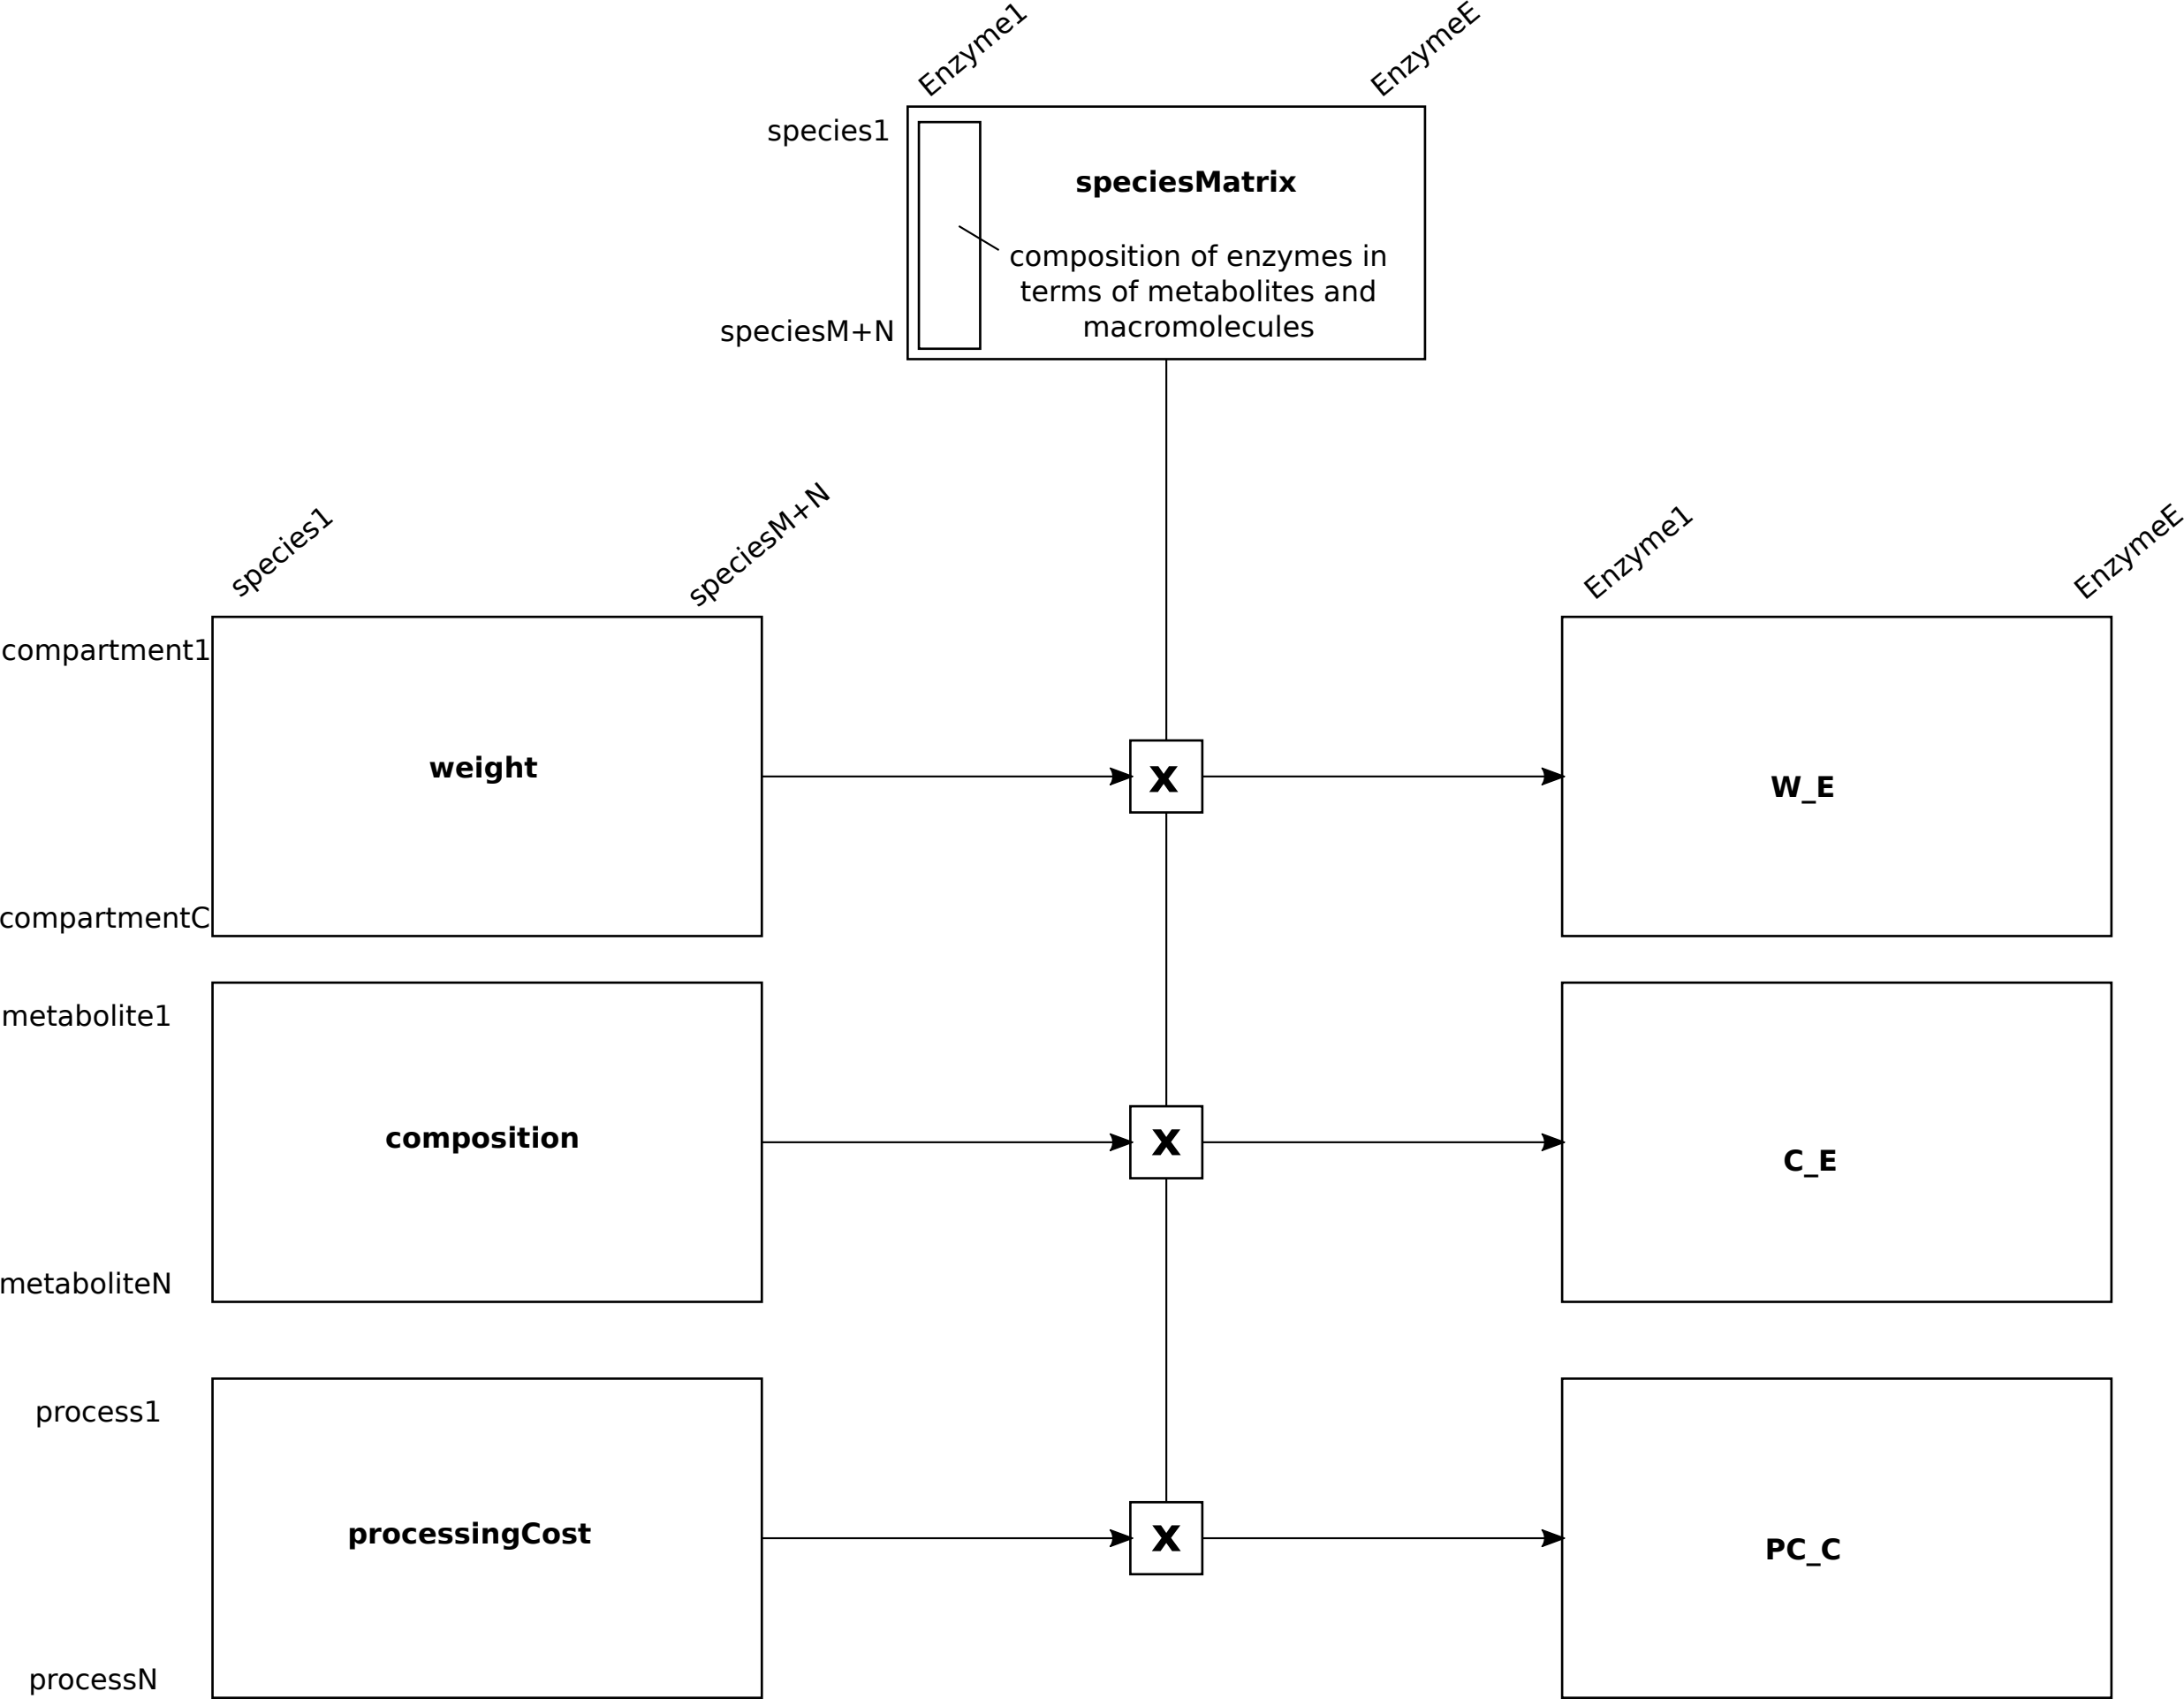 Enzyme1
EnzymeE
species1
speciesMatrix
composition of enzymes in
terms of metabolites and
macromolecules
speciesM+N
species1
speciesM+N
Enzyme1
EnzymeE
compartment1
weight
x
W_E
compartmentC
metabolite1
composition
x
C_E
metaboliteN
process1
processingCost
x
PC_C
processN